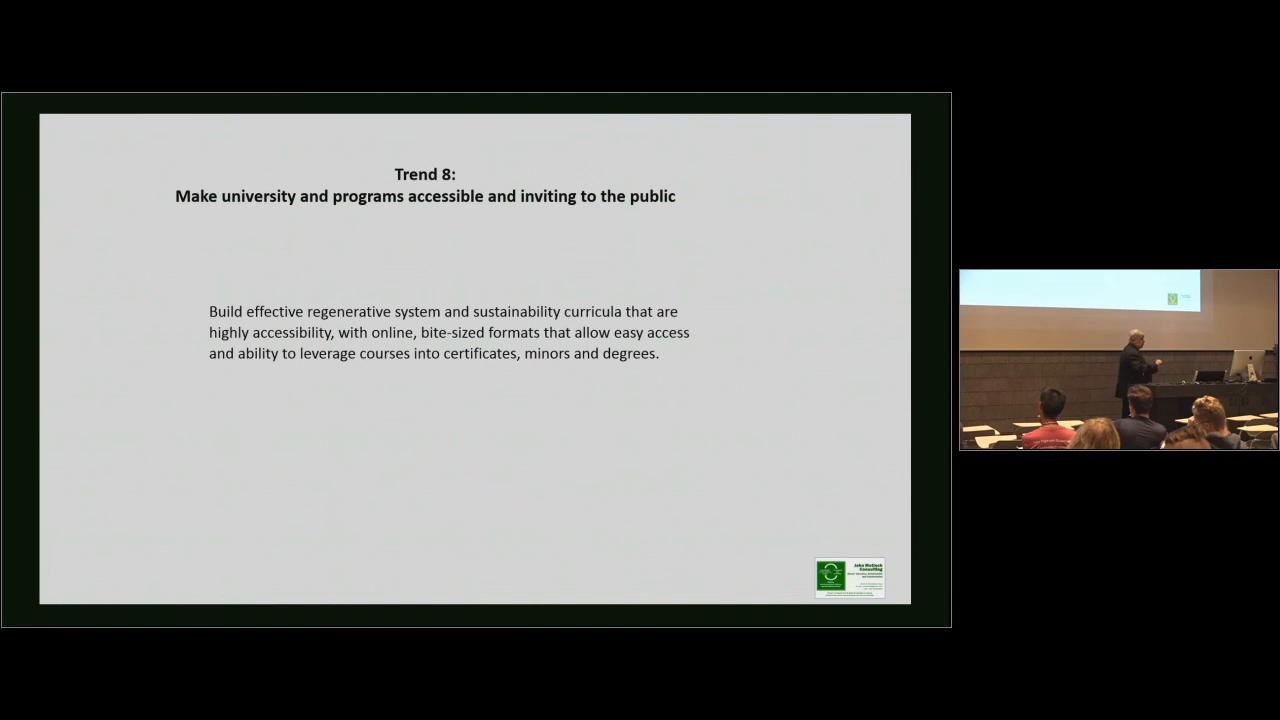 Trend 8:
Make university and programs accessible and inviting to the public
Build effective regenerative system and sustainability curricula that are
highly accessibility, with online, bite-sized formats that allow easy access
and ability to leverage courses into certificates, minors and degrees.
Consulting